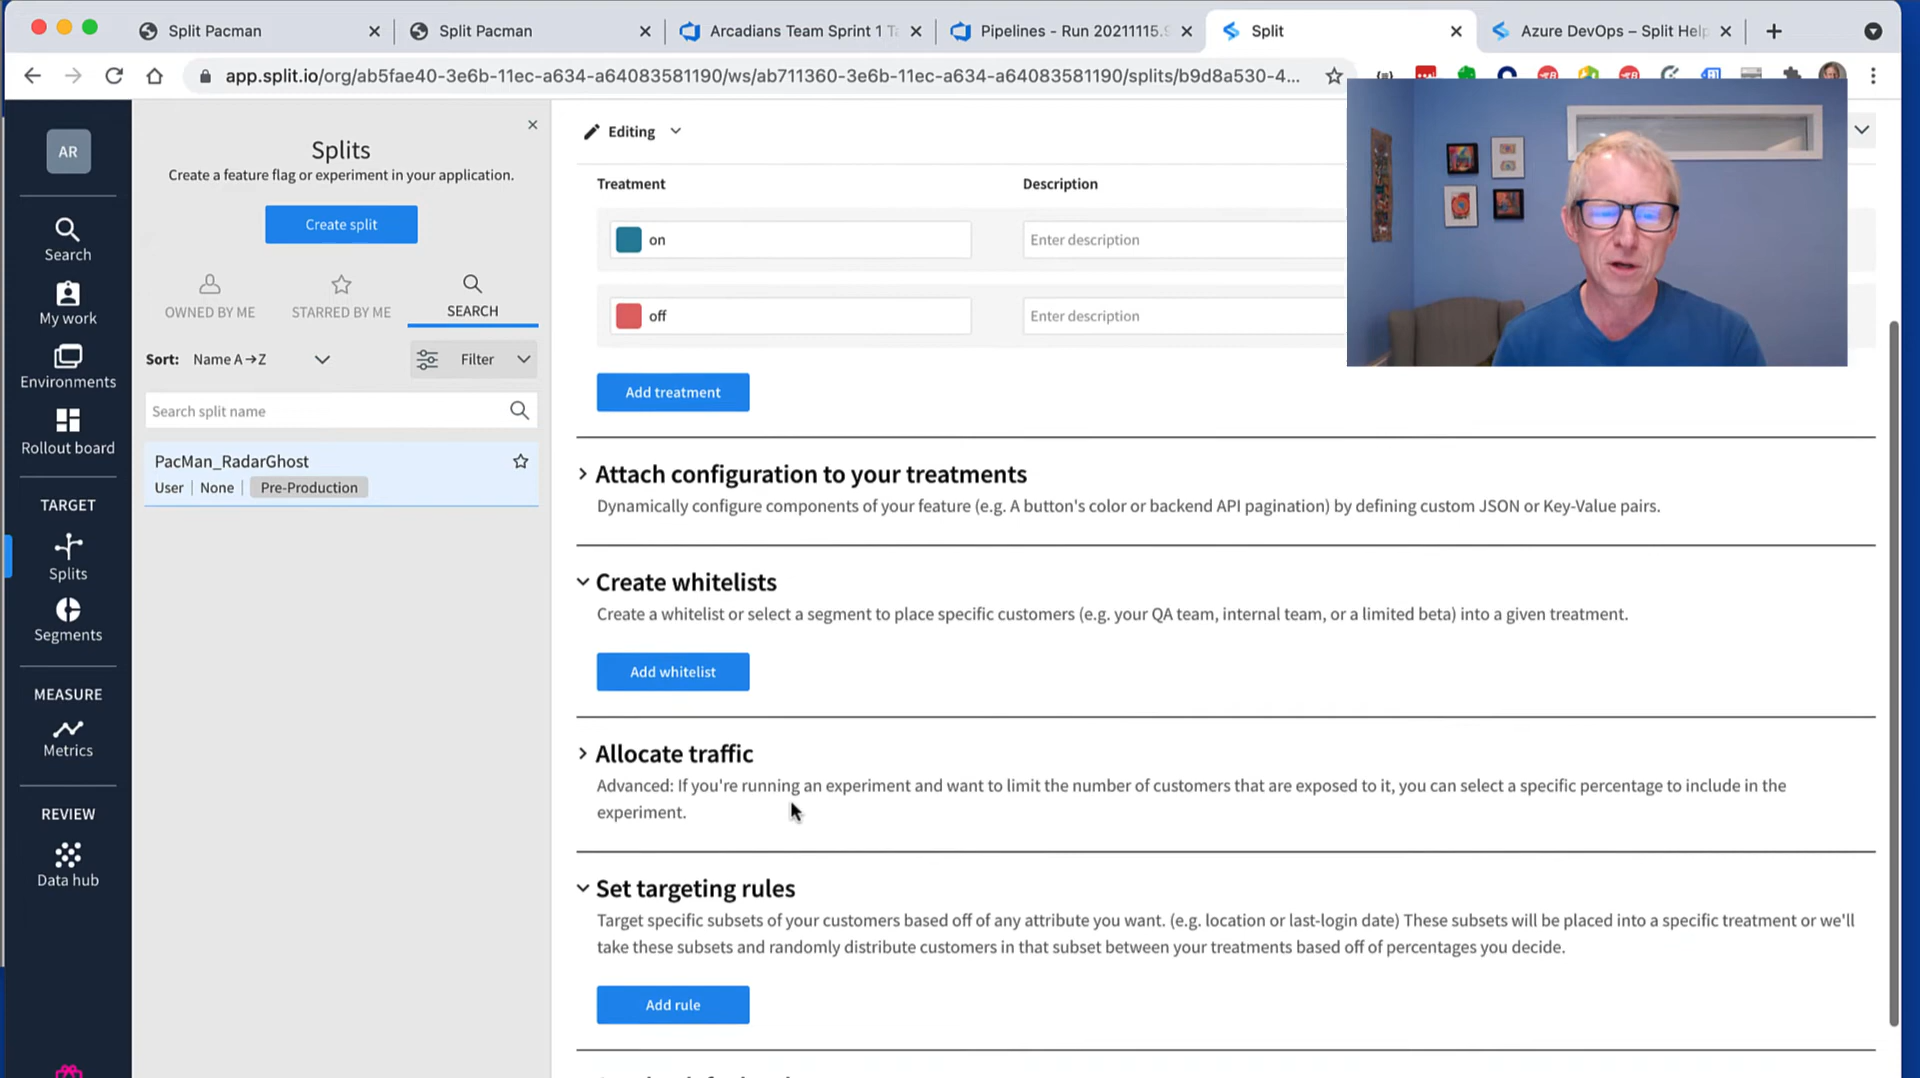 Split Pacman
Split Pacman
Arcadians Team Sprint 1 Ta
Pipelines - Run 20211115.9
Split
Azure DevOps – Split Help
app.split.io/org/ab5fae40-3e6b-11ec-a634-a64083581190/ws/ab711360-3e6b-11ec-a634-a64083581190/splits/b9d8a530-4...
AR
Search
My work
Environments
Rollout board
TARGET
Splits
Segments
MEASURE
Metrics
REVIEW
Data hub
Splits
Create a feature flag or experiment in your application.
Create split
OWNED BY ME
STARRED BY ME
SEARCH
Sort: Name A→Z
Filter
Search split name
PacMan_RadarGhost
User | None | Pre-Production
Editing
Treatment Description
on Enter description
off Enter description
Add treatment
Attach configuration to your treatments
Dynamically configure components of your feature (e.g. A button's color or backend API pagination) by defining custom JSON or Key-Value pairs.
Create whitelists
Create a whitelist or select a segment to place specific customers (e.g. your QA team, internal team, or a limited beta) into a given treatment.
Add whitelist
Allocate traffic
Advanced: If you're running an experiment and want to limit the number of customers that are exposed to it, you can select a specific percentage to include in the
experiment.
Set targeting rules
Target specific subsets of your customers based off of any attribute you want. (e.g. location or last-login date) These subsets will be placed into a specific treatment or we'll
take these subsets and randomly distribute customers in that subset between your treatments based off of percentages you decide.
Add rule